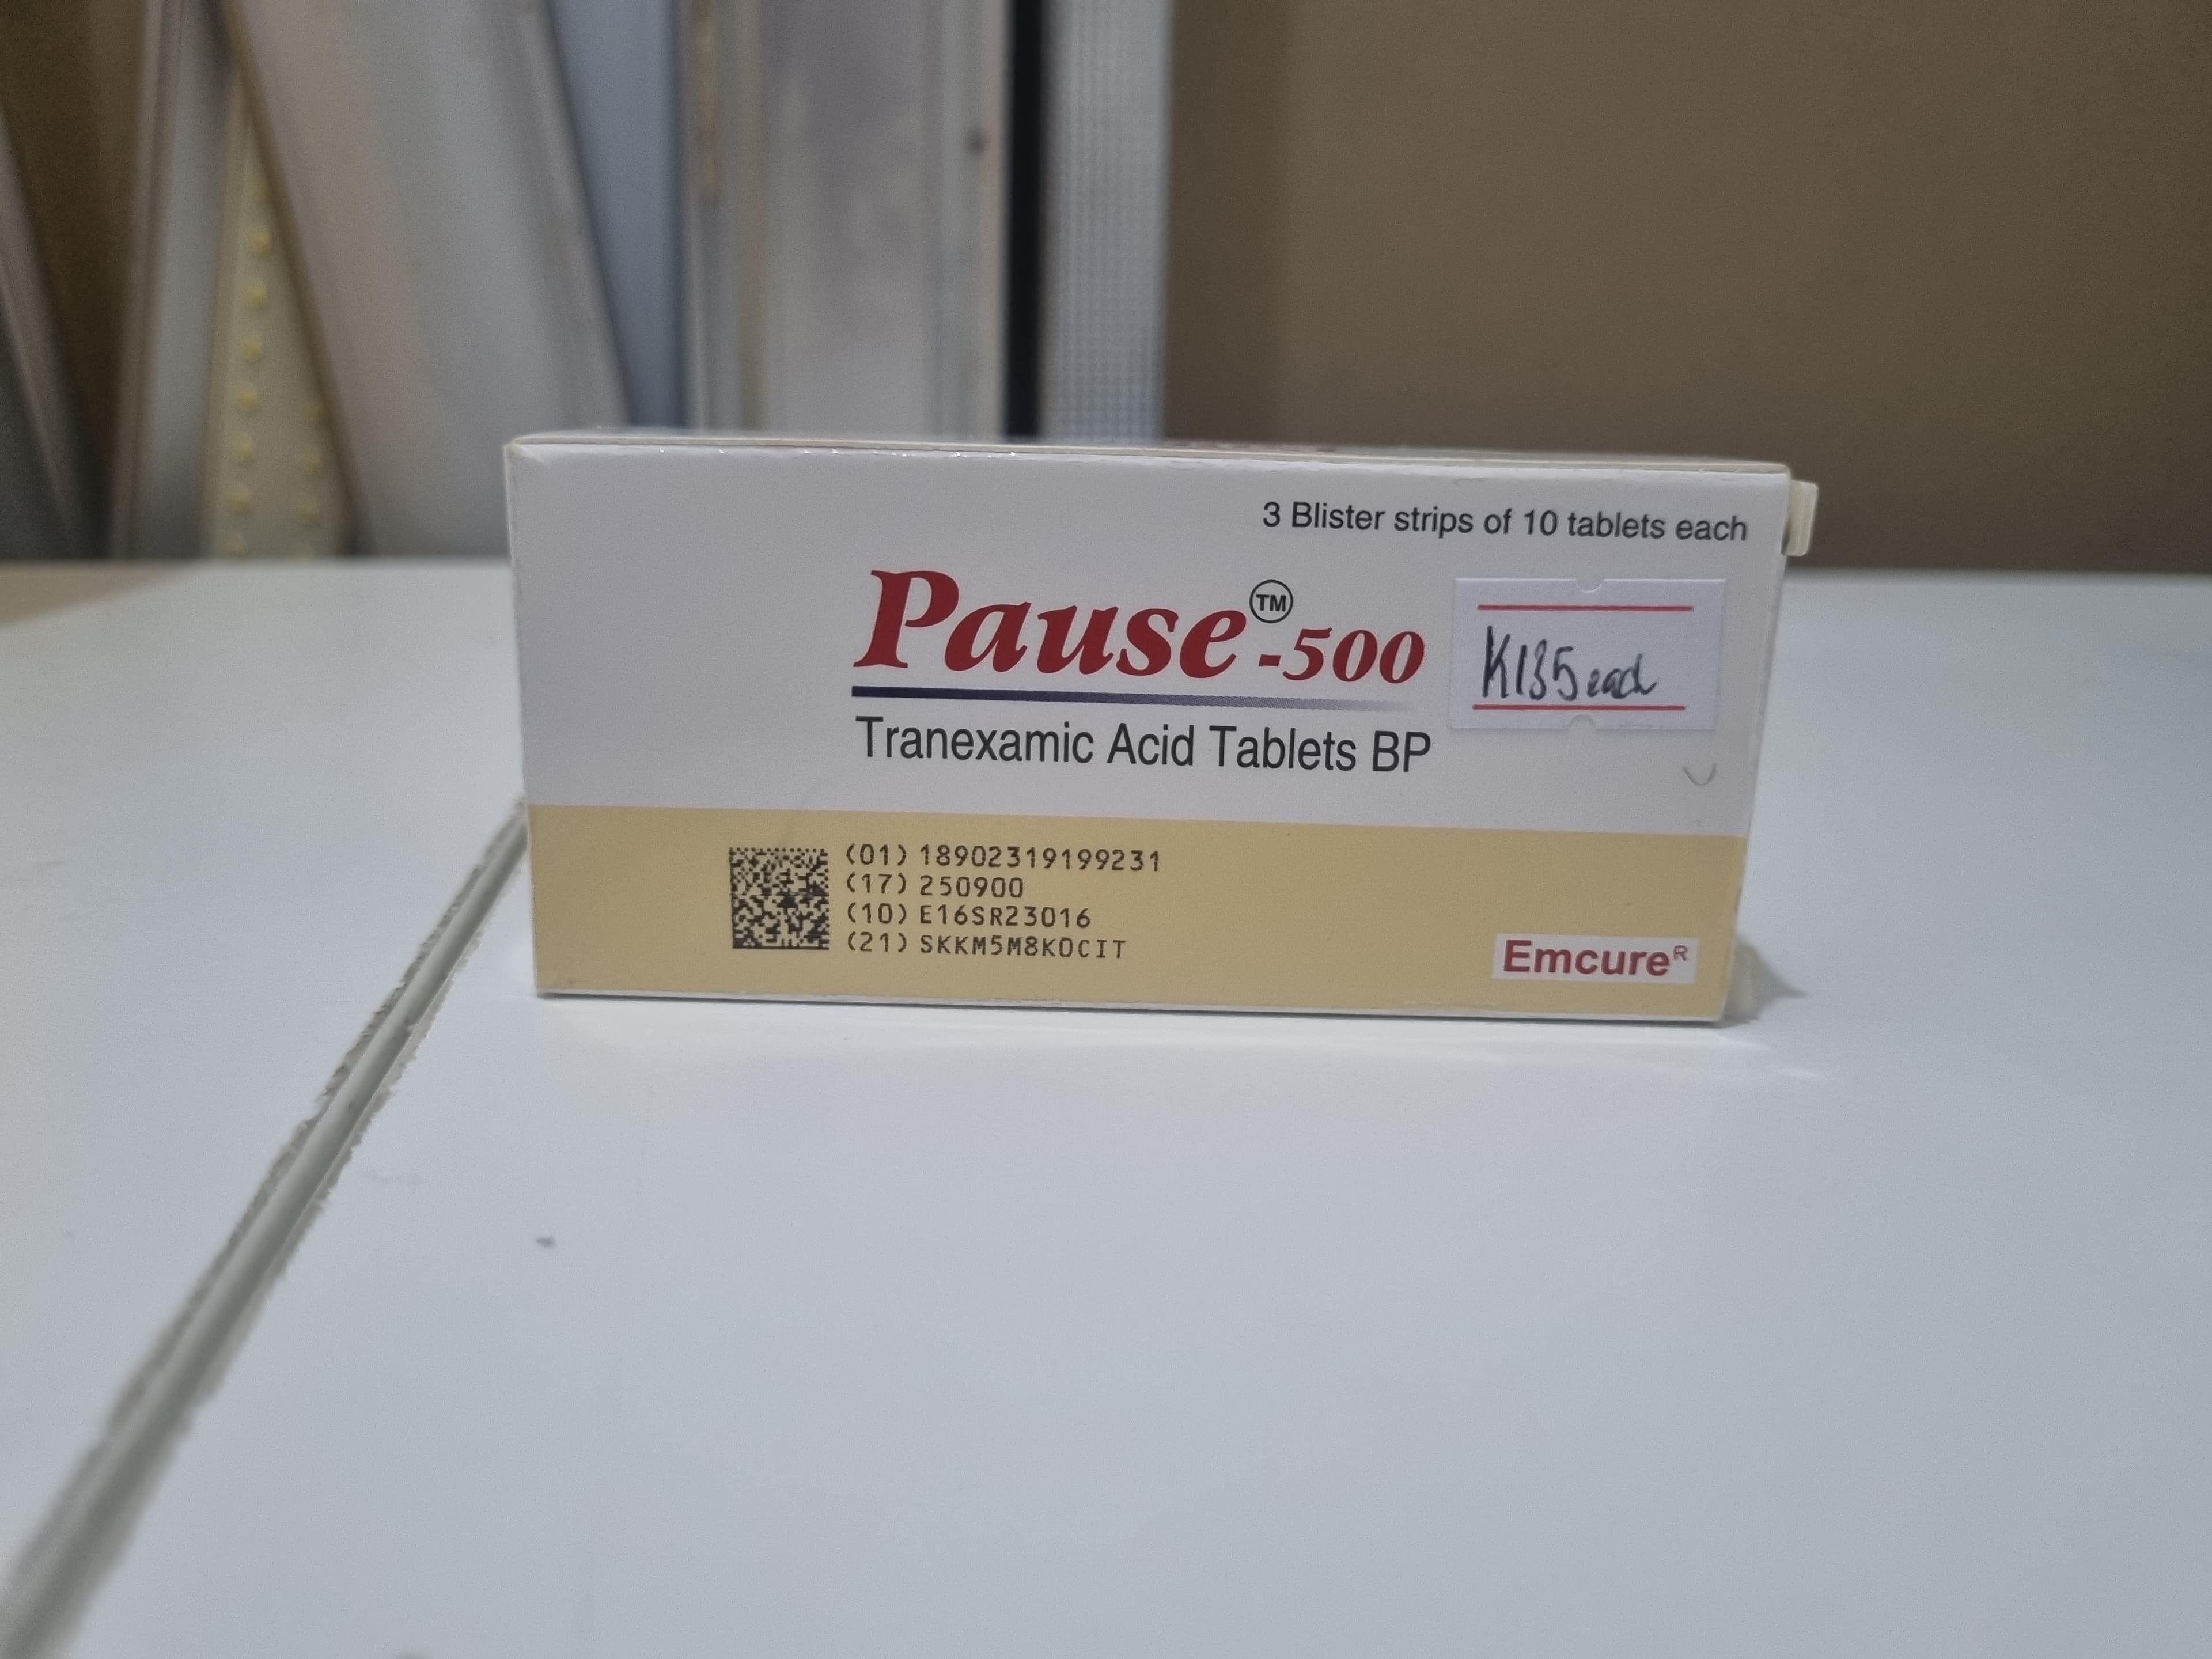 3 Blister strips of 10 tablets each
Pause™-500
K135 each
Tranexamic Acid Tablets BP
(01) 18902319199231
(17) 250900
(10) E16SR23016
(21) SKKM5M8K0CIT
Emcure®